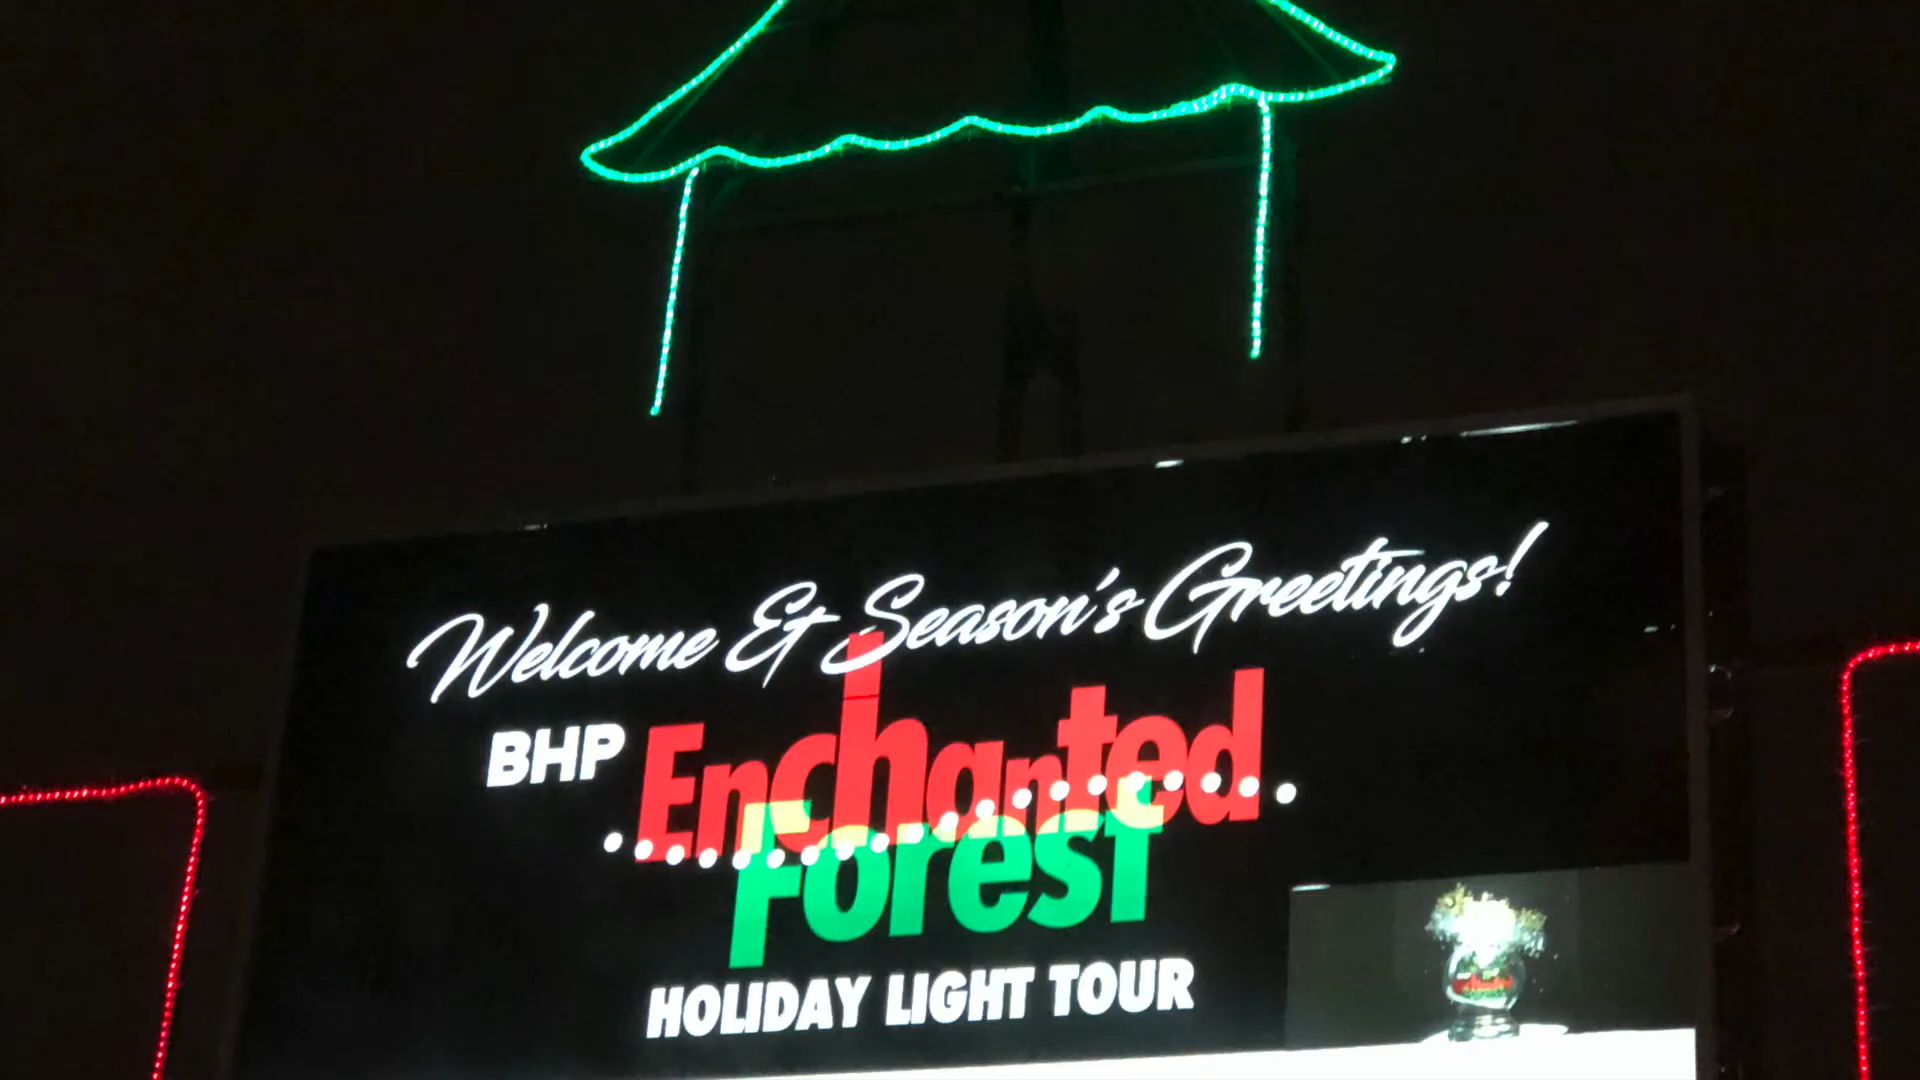 Welcome & Season's Greetings!
BHP Enchanted
Forest
HOLIDAY LIGHT TOUR